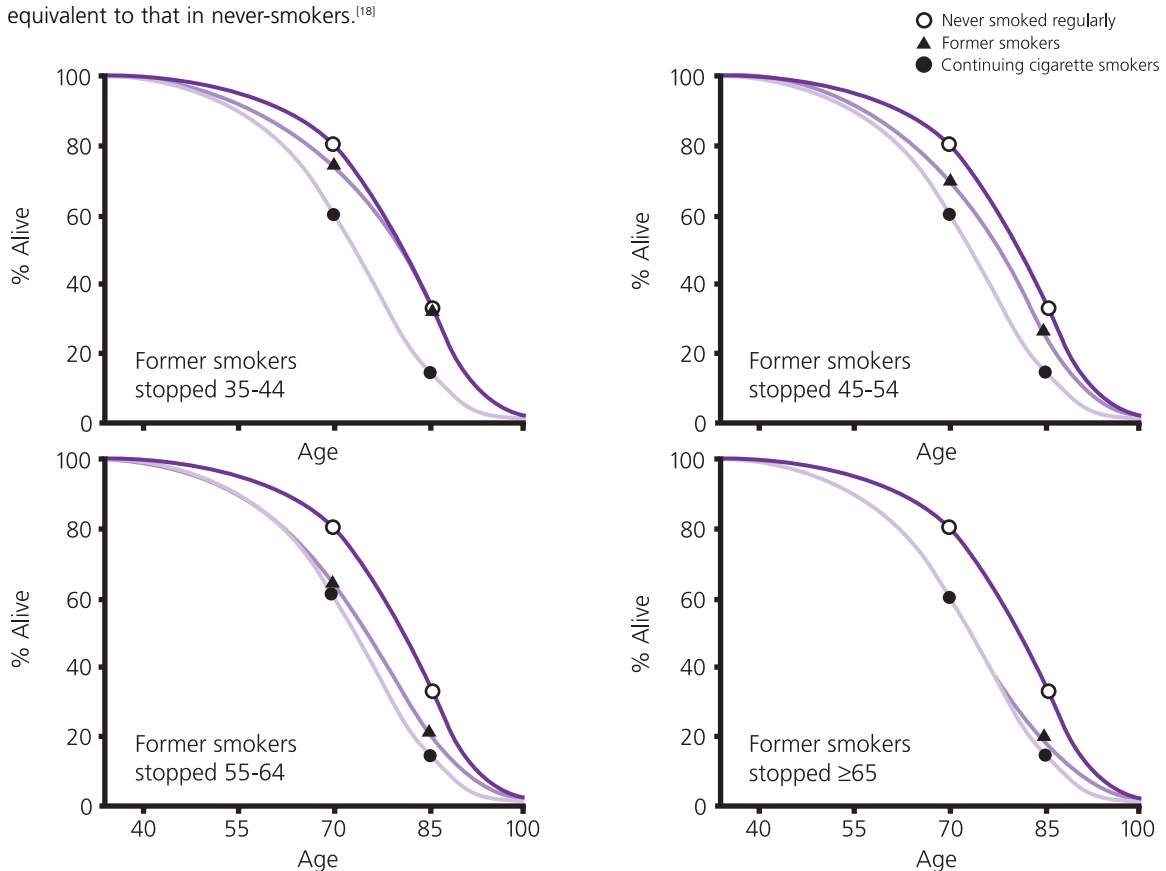 equivalent to that in never-smokers.[18]
Never smoked regularly
Former smokers
Continuing cigarette smokers
100
80
60
40
20
0
% Alive
Former smokers
stopped 35-44
Age
100
80
60
40
20
0
% Alive
Former smokers
stopped 45-54
Age
100
80
60
40
20
0
% Alive
Former smokers
stopped 55-64
40 55 70 85 100
Age
100
80
60
40
20
0
% Alive
Former smokers
stopped ≥65
40 55 70 85 100
Age